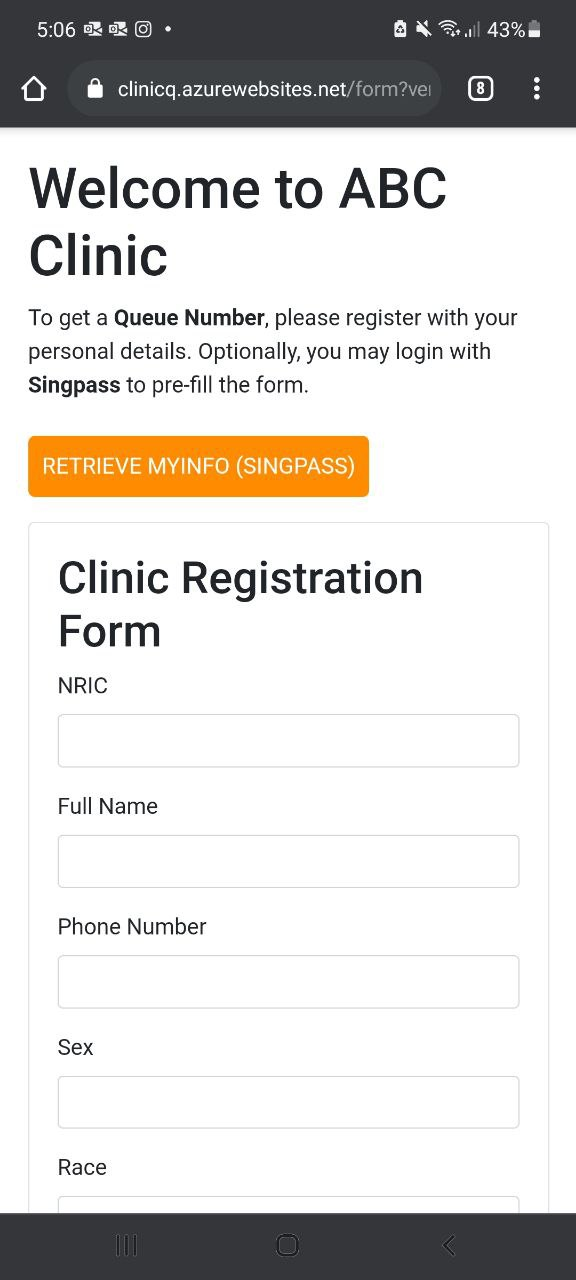 5:06
43%
clinicq.azurewebsites.net/form?ver
8
Welcome to ABC
Clinic
To get a Queue Number, please register with your
personal details. Optionally, you may login with
Singpass to pre-fill the form.
RETRIEVE MYINFO (SINGPASS)
Clinic Registration
Form
NRIC
Full Name
Phone Number
Sex
Race